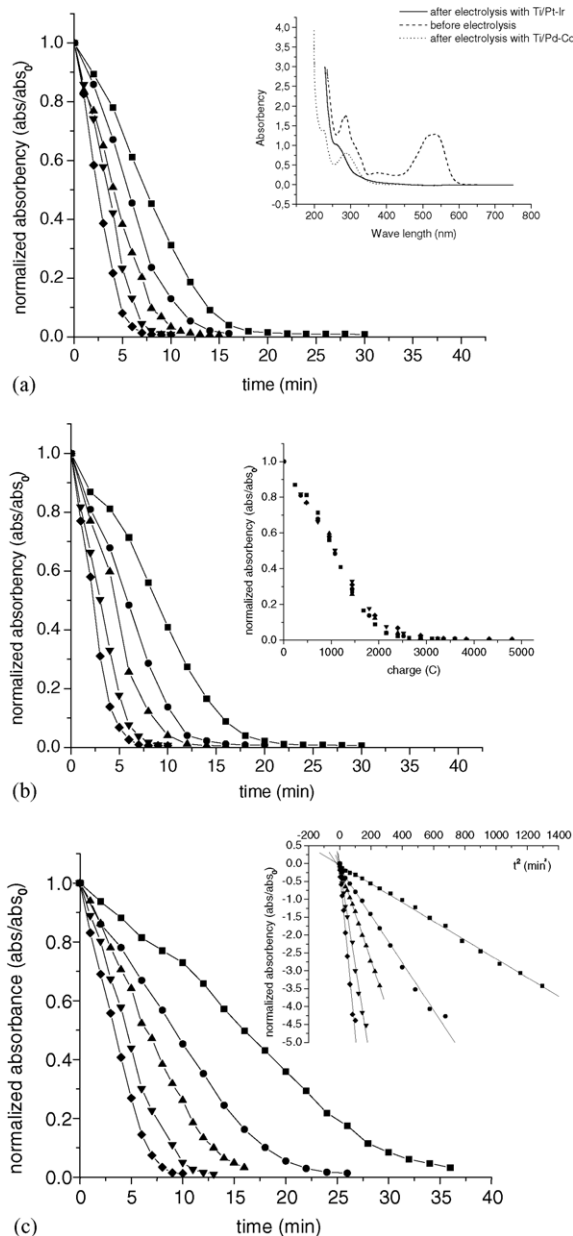 after electrolysis with Ti/Pt-Ir
before electrolysis
after electrolysis with Ti/Pd-Co
normalized absorbency (abs/abs₀)
1.0
0.8
0.6
0.4
0.2
0.0
0 5 10 15 20 25 30 35 40
time (min)
Absorbency
4,0
3,5
3,0
2,5
2,0
1,5
1,0
0,5
0,0
-0,5
200 300 400 500 600 700 800
Wave length (nm)
(a)
normalized absorbency (abs/abs₀)
1.0
0.8
0.6
0.4
0.2
0.0
0 5 10 15 20 25 30 35 40
time (min)
normalized absorbency (abs/abs₀)
1.0
0.8
0.6
0.4
0.2
0.0
0 1000 2000 3000 4000 5000
charge (C)
(b)
normalized absorbance (abs/abs₀)
1.0
0.8
0.6
0.4
0.2
0.0
0 5 10 15 20 25 30 35 40
time (min)
-200 0 200 400 600 800 1000 1200 1400
t² (min²)
normalized absorbency (abs/abs₀)
0.0
-0.5
-1.0
-1.5
-2.0
-2.5
-3.0
-3.5
-4.0
-4.5
-5.0
(c)